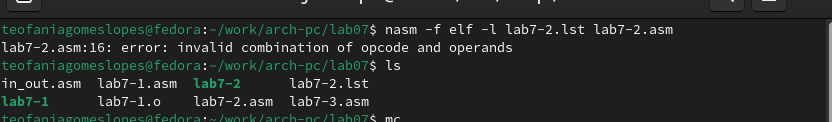 teofaniagomeslopes@fedora:~/work/arch-pc/lab07$ nasm -f elf -l lab7-2.lst lab7-2.asm
lab7-2.asm:16: error: invalid combination of opcode and operands
teofaniagomeslopes@fedora:~/work/arch-pc/lab07$ ls
in_out.asm  lab7-1.asm  lab7-2      lab7-2.lst
lab7-1      lab7-1.o    lab7-2.asm  lab7-3.asm
teofaniagomeslopes@fedora:~/work/arch-pc/lab07$ mc